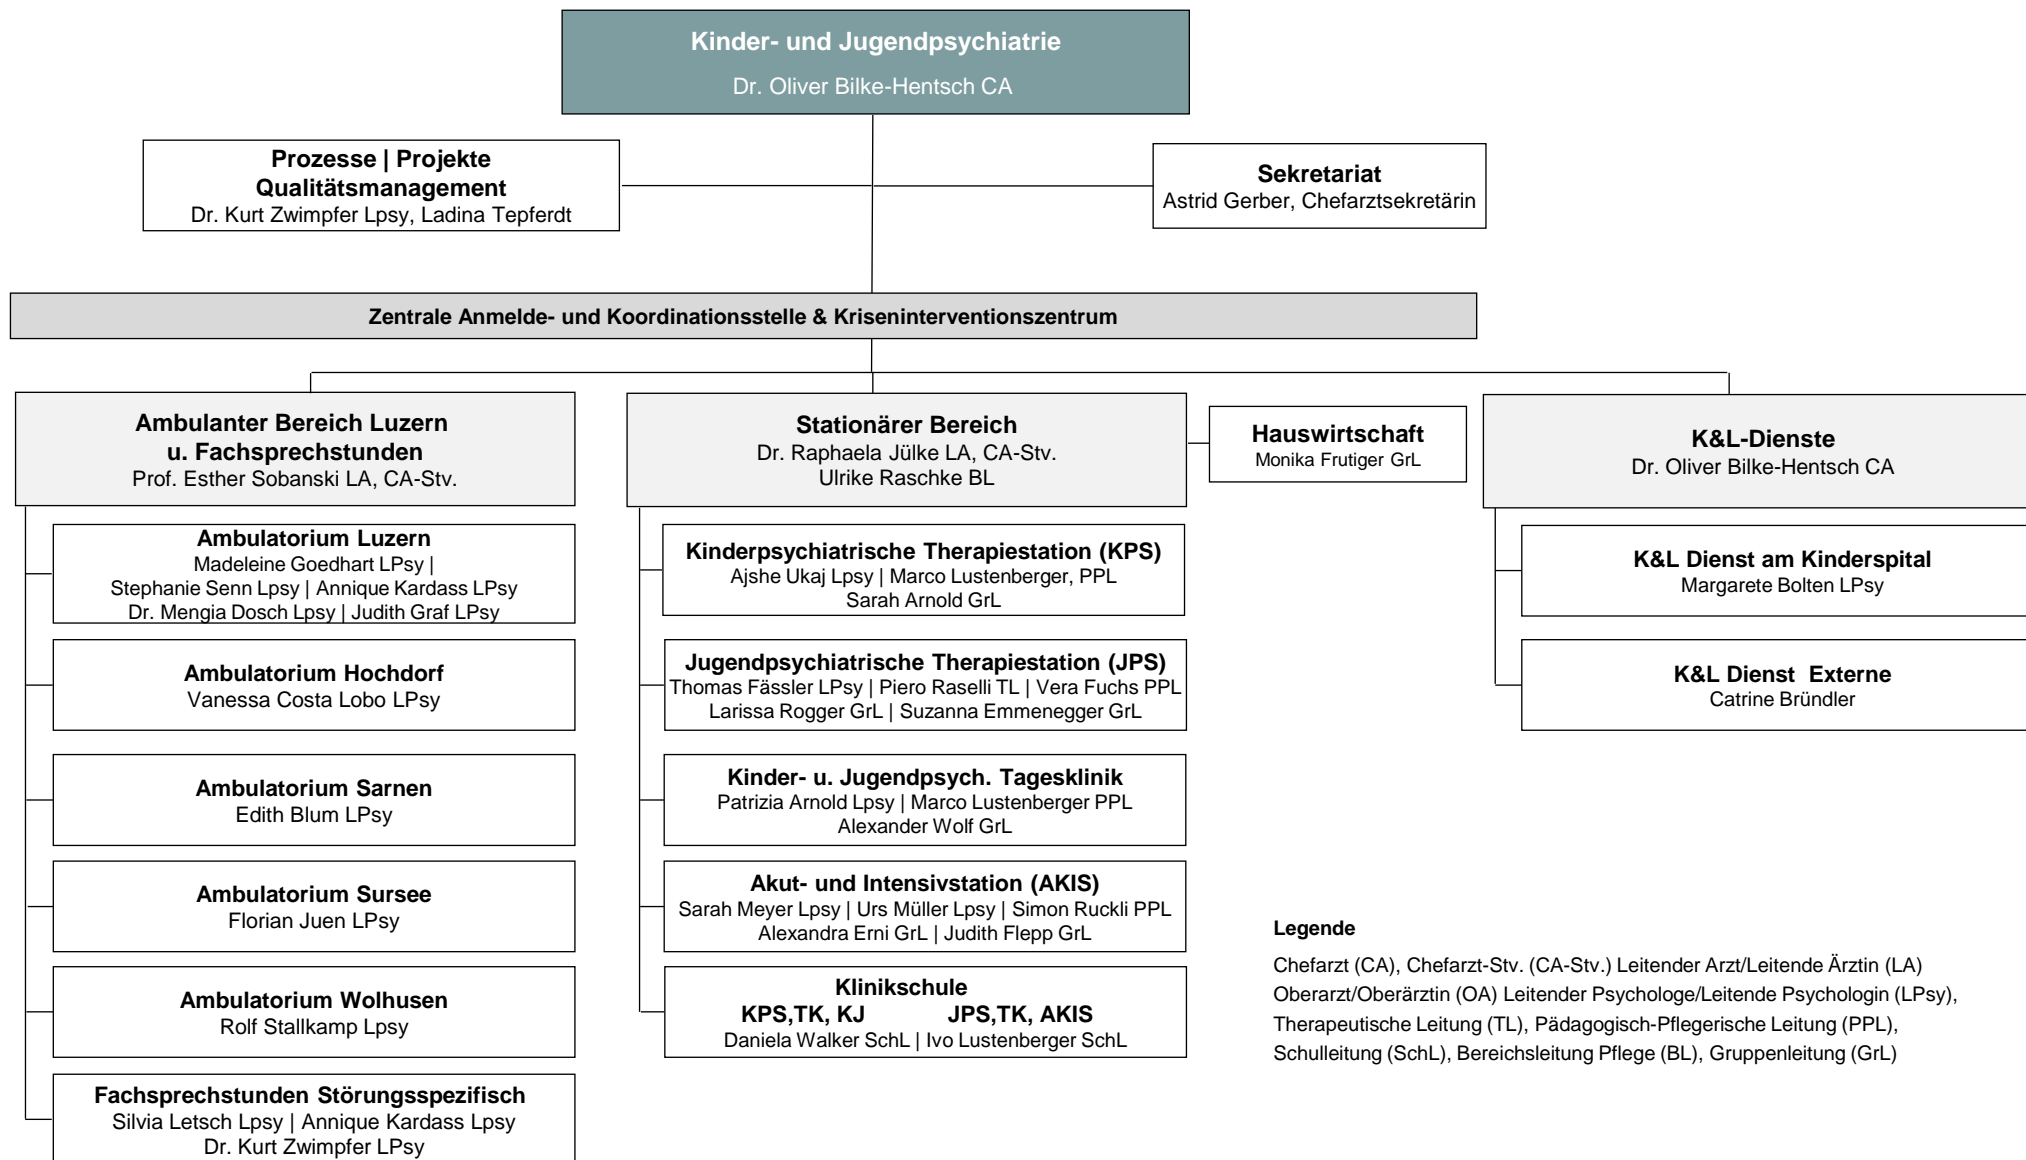 Kinder- und Jugendpsychiatrie
Dr. Oliver Bilke-Hentsch CA
Prozesse | Projekte
Qualitätsmanagement
Dr. Kurt Zwimpfer Lpsy, Ladina Tepferdt
Sekretariat
Astrid Gerber, Chefarztsekretärin
Zentrale Anmelde- und Koordinationsstelle & Kriseninterventionszentrum
Ambulanter Bereich Luzern
u. Fachsprechstunden
Prof. Esther Sobanski LA, CA-Stv.
Ambulatorium Luzern
Madeleine Goedhart LPsy |
Stephanie Senn Lpsy | Annique Kardass LPsy
Dr. Mengia Dosch Lpsy | Judith Graf LPsy
Ambulatorium Hochdorf
Vanessa Costa Lobo LPsy
Ambulatorium Sarnen
Edith Blum LPsy
Ambulatorium Sursee
Florian Juen LPsy
Ambulatorium Wolhusen
Rolf Stallkamp Lpsy
Fachsprechstunden Störungsspezifisch
Silvia Letsch Lpsy | Annique Kardass Lpsy
Dr. Kurt Zwimpfer LPsy
Stationärer Bereich
Dr. Raphaela Jülke LA, CA-Stv.
Ulrike Raschke BL
Hauswirtschaft
Monika Frutiger GrL
Kinderpsychiatrische Therapiestation (KPS)
Ajshe Ukaj Lpsy | Marco Lustenberger, PPL
Sarah Arnold GrL
Jugendpsychiatrische Therapiestation (JPS)
Thomas Fässler LPsy | Piero Raselli TL | Vera Fuchs PPL
Larissa Rogger GrL | Suzanna Emmenegger GrL
Kinder- u. Jugendpsych. Tagesklinik
Patrizia Arnold Lpsy | Marco Lustenberger PPL
Alexander Wolf GrL
Akut- und Intensivstation (AKIS)
Sarah Meyer Lpsy | Urs Müller Lpsy | Simon Ruckli PPL
Alexandra Erni GrL | Judith Flepp GrL
Klinikschule
KPS,TK, KJ JPS,TK, AKIS
Daniela Walker SchL | Ivo Lustenberger SchL
K&L-Dienste
Dr. Oliver Bilke-Hentsch CA
K&L Dienst am Kinderspital
Margarete Bolten LPsy
K&L Dienst Externe
Catrine Bründler
Legende
Chefarzt (CA), Chefarzt-Stv. (CA-Stv.) Leitender Arzt/Leitende Ärztin (LA)
Oberarzt/Oberärztin (OA) Leitender Psychologe/Leitende Psychologin (LPsy),
Therapeutische Leitung (TL), Pädagogisch-Pflegerische Leitung (PPL),
Schulleitung (SchL), Bereichsleitung Pflege (BL), Gruppenleitung (GrL)